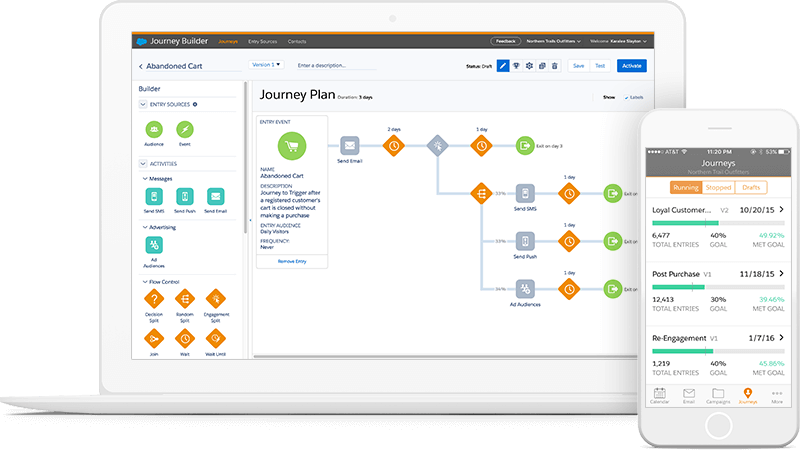 Journey Builder
Journeys
Entry Sources
Contacts
Feedback
Northern Trails Outfitters
Welcome Karalee Slayton
Abandoned Cart
Version 1
Enter a description...
Status: Draft
Save
Test
Activate
Builder
ENTRY SOURCES
Audience
Event
ACTIVITIES
Messages
Send SMS
Send Push
Send Email
Advertising
Ad
Audiences
Flow Control
Decision
Split
Random
Split
Engagement
Split
Join
Wait
Wait Until
Journey Plan
Duration: 3 days
Show
Labels
ENTRY EVENT
NAME
Abandoned Cart
DESCRIPTION
Journey to Trigger after
a registered customer's
cart is closed without
making a purchase
ENTRY AUDIENCE
Daily Visitors
FREQUENCY:
Never
Remove Entry
Send Email
2 days
1 day
Exit on day 3
1 day
Send SMS
Exit on
1 day
Send Push
Exit on
1 day
Ad Audiences
Exit on
AT&T
11:20 PM
53%
Journeys
Northern Trail Outfitters
Running
Stopped
Drafts
Loyal Customer... V2
10/20/15
6,477
40%
49.92%
TOTAL ENTRIES
GOAL
MET GOAL
Post Purchase V1
11/18/15
12,413
30%
39.46%
TOTAL ENTRIES
GOAL
MET GOAL
Re-Engagement V1
1/7/16
1,219
40%
45.86%
TOTAL ENTRIES
GOAL
MET GOAL
Calendar
Email
Campaigns
Journeys
More